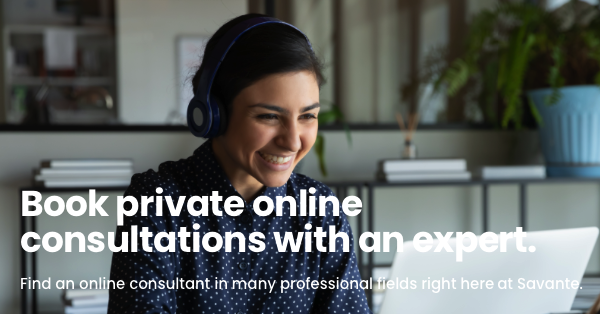 Book private online
consultations with an expert.
Find an online consultant in many professional fields right here at Savante.